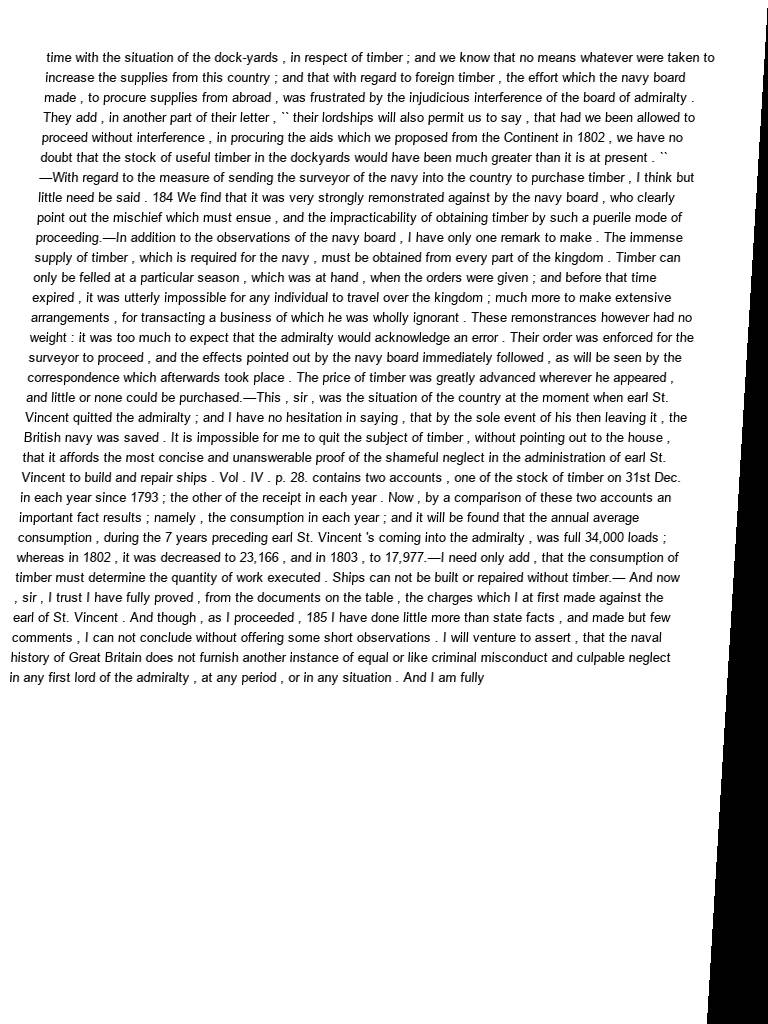 time with the situation of the dock-yards , in respect of timber ; and we know that no means whatever were taken to
increase the supplies from this country ; and that with regard to foreign timber , the effort which the navy board
made , to procure supplies from abroad , was frustrated by the injudicious interference of the board of admiralty .
They add , in another part of their letter , `` their lordships will also permit us to say , that had we been allowed to
proceed without interference , in procuring the aids which we proposed from the Continent in 1802 , we have no
doubt that the stock of useful timber in the dockyards would have been much greater than it is at present . ``
—With regard to the measure of sending the surveyor of the navy into the country to purchase timber , I think but
little need be said . 184 We find that it was very strongly remonstrated against by the navy board , who clearly
point out the mischief which must ensue , and the impracticability of obtaining timber by such a puerile mode of
proceeding.—In addition to the observations of the navy board , I have only one remark to make . The immense
supply of timber , which is required for the navy , must be obtained from every part of the kingdom . Timber can
only be felled at a particular season , which was at hand , when the orders were given ; and before that time
expired , it was utterly impossible for any individual to travel over the kingdom ; much more to make extensive
arrangements , for transacting a business of which he was wholly ignorant . These remonstrances however had no
weight : it was too much to expect that the admiralty would acknowledge an error . Their order was enforced for the
surveyor to proceed , and the effects pointed out by the navy board immediately followed , as will be seen by the
correspondence which afterwards took place . The price of timber was greatly advanced wherever he appeared ,
and little or none could be purchased.—This , sir , was the situation of the country at the moment when earl St.
Vincent quitted the admiralty ; and I have no hesitation in saying , that by the sole event of his then leaving it , the
British navy was saved . It is impossible for me to quit the subject of timber , without pointing out to the house ,
that it affords the most concise and unanswerable proof of the shameful neglect in the administration of earl St.
Vincent to build and repair ships . Vol . IV . p. 28. contains two accounts , one of the stock of timber on 31st Dec.
in each year since 1793 ; the other of the receipt in each year . Now , by a comparison of these two accounts an
important fact results ; namely , the consumption in each year ; and it will be found that the annual average
consumption , during the 7 years preceding earl St. Vincent 's coming into the admiralty , was full 34,000 loads ;
whereas in 1802 , it was decreased to 23,166 , and in 1803 , to 17,977.—I need only add , that the consumption of
timber must determine the quantity of work executed . Ships can not be built or repaired without timber.— And now
, sir , I trust I have fully proved , from the documents on the table , the charges which I at first made against the
earl of St. Vincent . And though , as I proceeded , 185 I have done little more than state facts , and made but few
comments , I can not conclude without offering some short observations . I will venture to assert , that the naval
history of Great Britain does not furnish another instance of equal or like criminal misconduct and culpable neglect
in any first lord of the admiralty , at any period , or in any situation . And I am fully